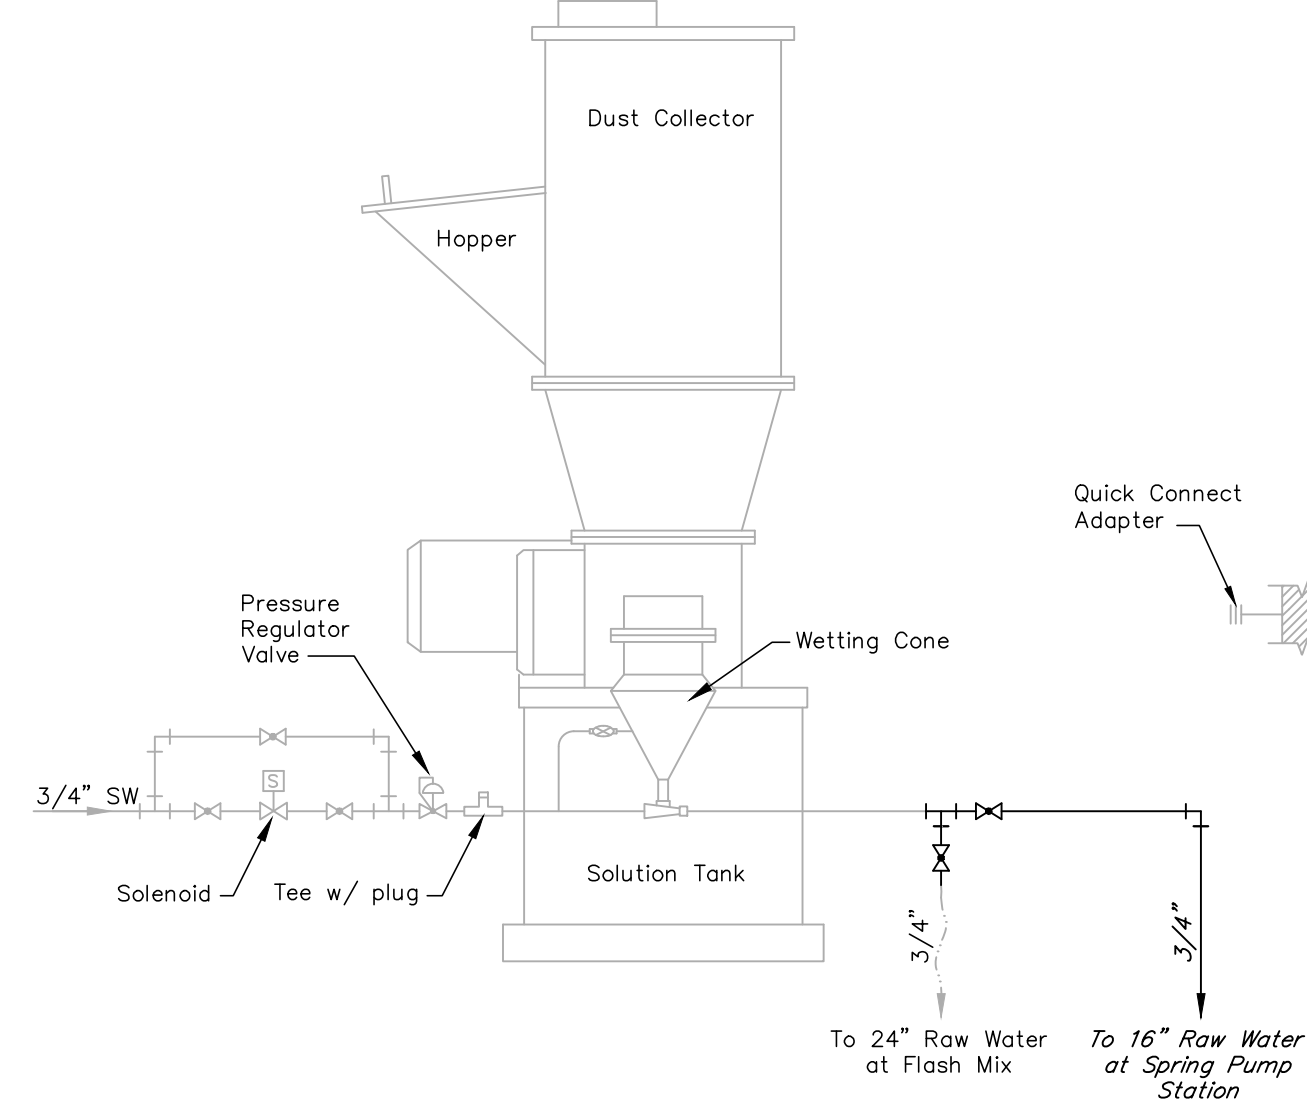 Dust Collector
Hopper
Quick Connect
Adapter
Pressure
Regulator
Valve
Wetting Cone
S
3/4" SW
Solenoid
Tee w/ plug
Solution Tank
3/4"
3/4"
To 24" Raw Water
at Flash Mix
To 16" Raw Water
at Spring Pump
Station